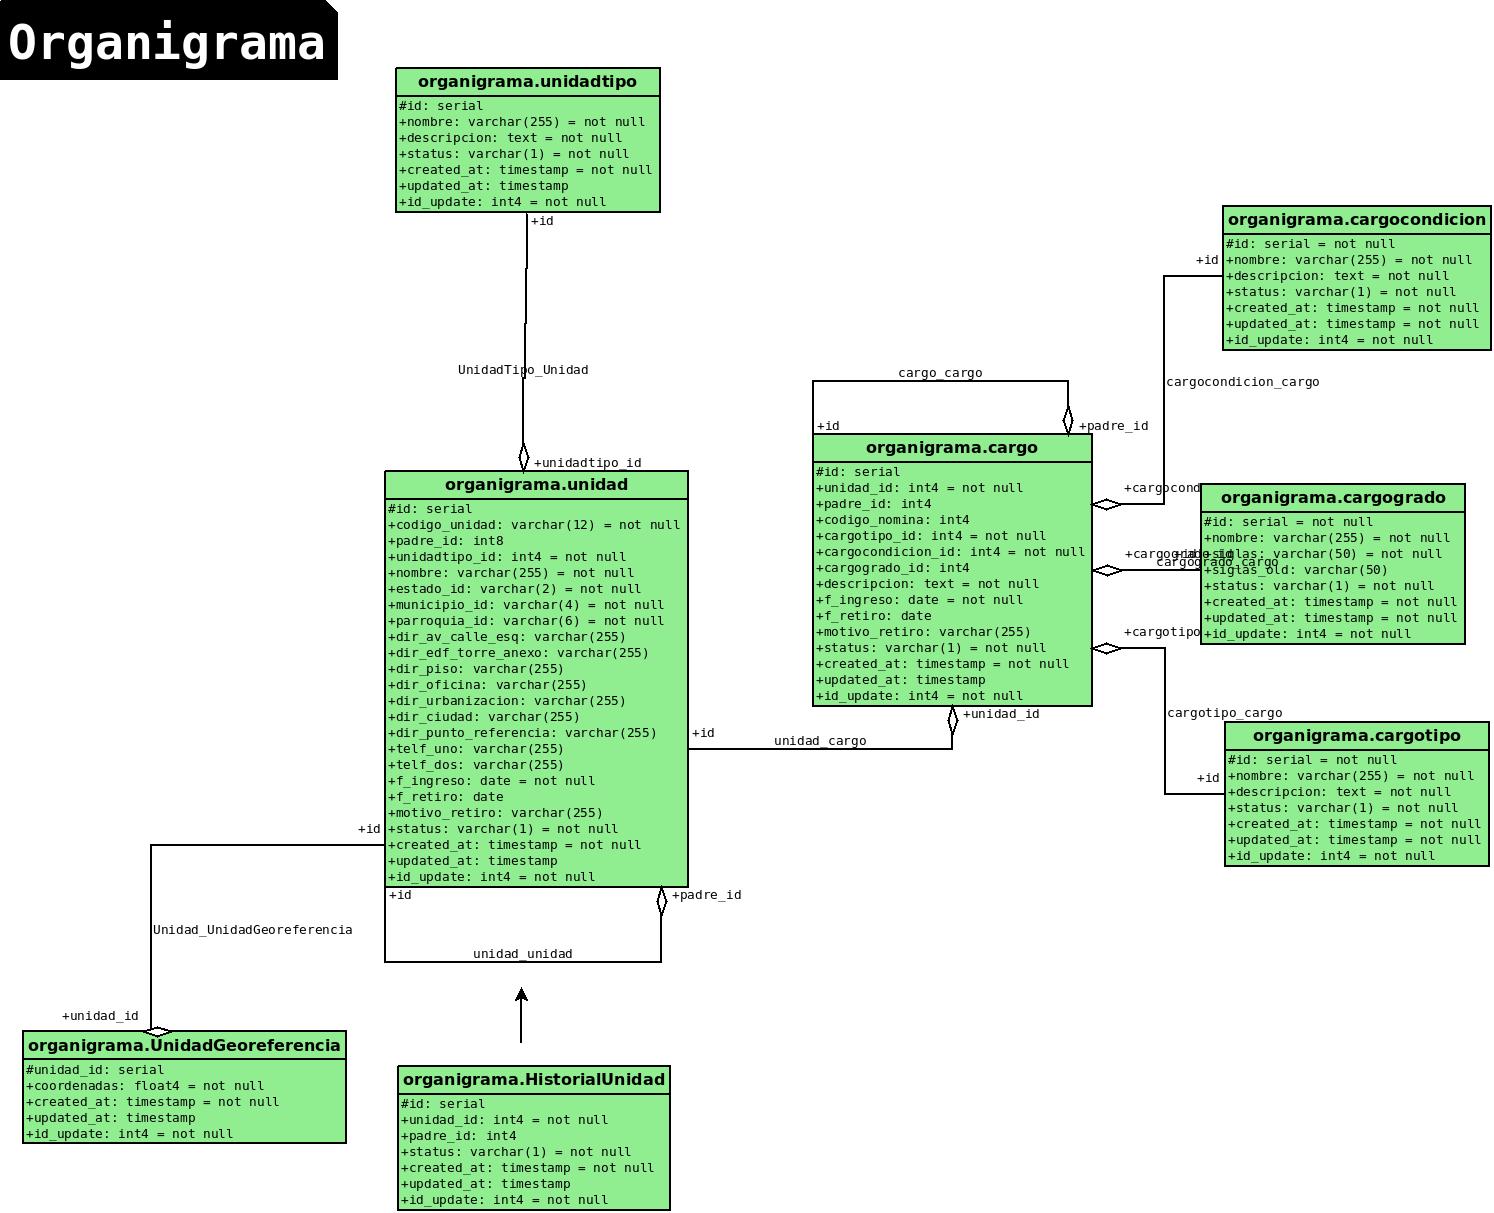 Organigrama
organigrama.unidadtipo
#id: serial
+nombre: varchar(255) = not null
+descripcion: text = not null
+status: varchar(1) = not null
+created_at: timestamp = not null
+updated_at: timestamp
+id_update: int4 = not null
+id
UnidadTipo_Unidad
+unidadtipo_id
organigrama.unidad
#id: serial
+codigo_unidad: varchar(12) = not null
+padre_id: int8
+unidadtipo_id: int4 = not null
+nombre: varchar(255) = not null
+estado_id: varchar(2) = not null
+municipio_id: varchar(4) = not null
+parroquia_id: varchar(6) = not null
+dir_av_calle_esq: varchar(255)
+dir_edf_torre_anexo: varchar(255)
+dir_piso: varchar(255)
+dir_oficina: varchar(255)
+dir_urbanizacion: varchar(255)
+dir_ciudad: varchar(255)
+dir_punto_referencia: varchar(255)
+telf_uno: varchar(255)
+telf_dos: varchar(255)
+f_ingreso: date = not null
+f_retiro: date
+motivo_retiro: varchar(255)
+status: varchar(1) = not null
+created_at: timestamp = not null
+updated_at: timestamp
+id_update: int4 = not null
+id
unidad_cargo
+unidad_id
+id
Unidad_UnidadGeoreferencia
+unidad_id
+id
+padre_id
unidad_unidad
organigrama.UnidadGeoreferencia
#unidad_id: serial
+coordenadas: float4 = not null
+created_at: timestamp = not null
+updated_at: timestamp
+id_update: int4 = not null
organigrama.HistorialUnidad
#id: serial
+unidad_id: int4 = not null
+padre_id: int4
+status: varchar(1) = not null
+created_at: timestamp = not null
+updated_at: timestamp
+id_update: int4 = not null
cargo_cargo
+id
+padre_id
organigrama.cargo
#id: serial
+unidad_id: int4 = not null
+padre_id: int4
+codigo_nomina: int4
+cargotipo_id: int4 = not null
+cargocondicion_id: int4 = not null
+cargogrado_id: int4
+descripcion: text = not null
+f_ingreso: date = not null
+f_retiro: date
+motivo_retiro: varchar(255)
+status: varchar(1) = not null
+created_at: timestamp = not null
+updated_at: timestamp
+id_update: int4 = not null
organigrama.cargocondicion
#id: serial = not null
+nombre: varchar(255) = not null
+descripcion: text = not null
+status: varchar(1) = not null
+created_at: timestamp = not null
+updated_at: timestamp = not null
+id_update: int4 = not null
+id
cargocondicion_cargo
+cargocond
organigrama.cargogrado
#id: serial = not null
+nombre: varchar(255) = not null
+siglas: varchar(50) = not null
+siglas_old: varchar(50)
+status: varchar(1) = not null
+created_at: timestamp = not null
+updated_at: timestamp = not null
+id_update: int4 = not null
cargogrado_cargo
+cargotipo
cargotipo_cargo
+id
organigrama.cargotipo
#id: serial = not null
+nombre: varchar(255) = not null
+descripcion: text = not null
+status: varchar(1) = not null
+created_at: timestamp = not null
+updated_at: timestamp = not null
+id_update: int4 = not null